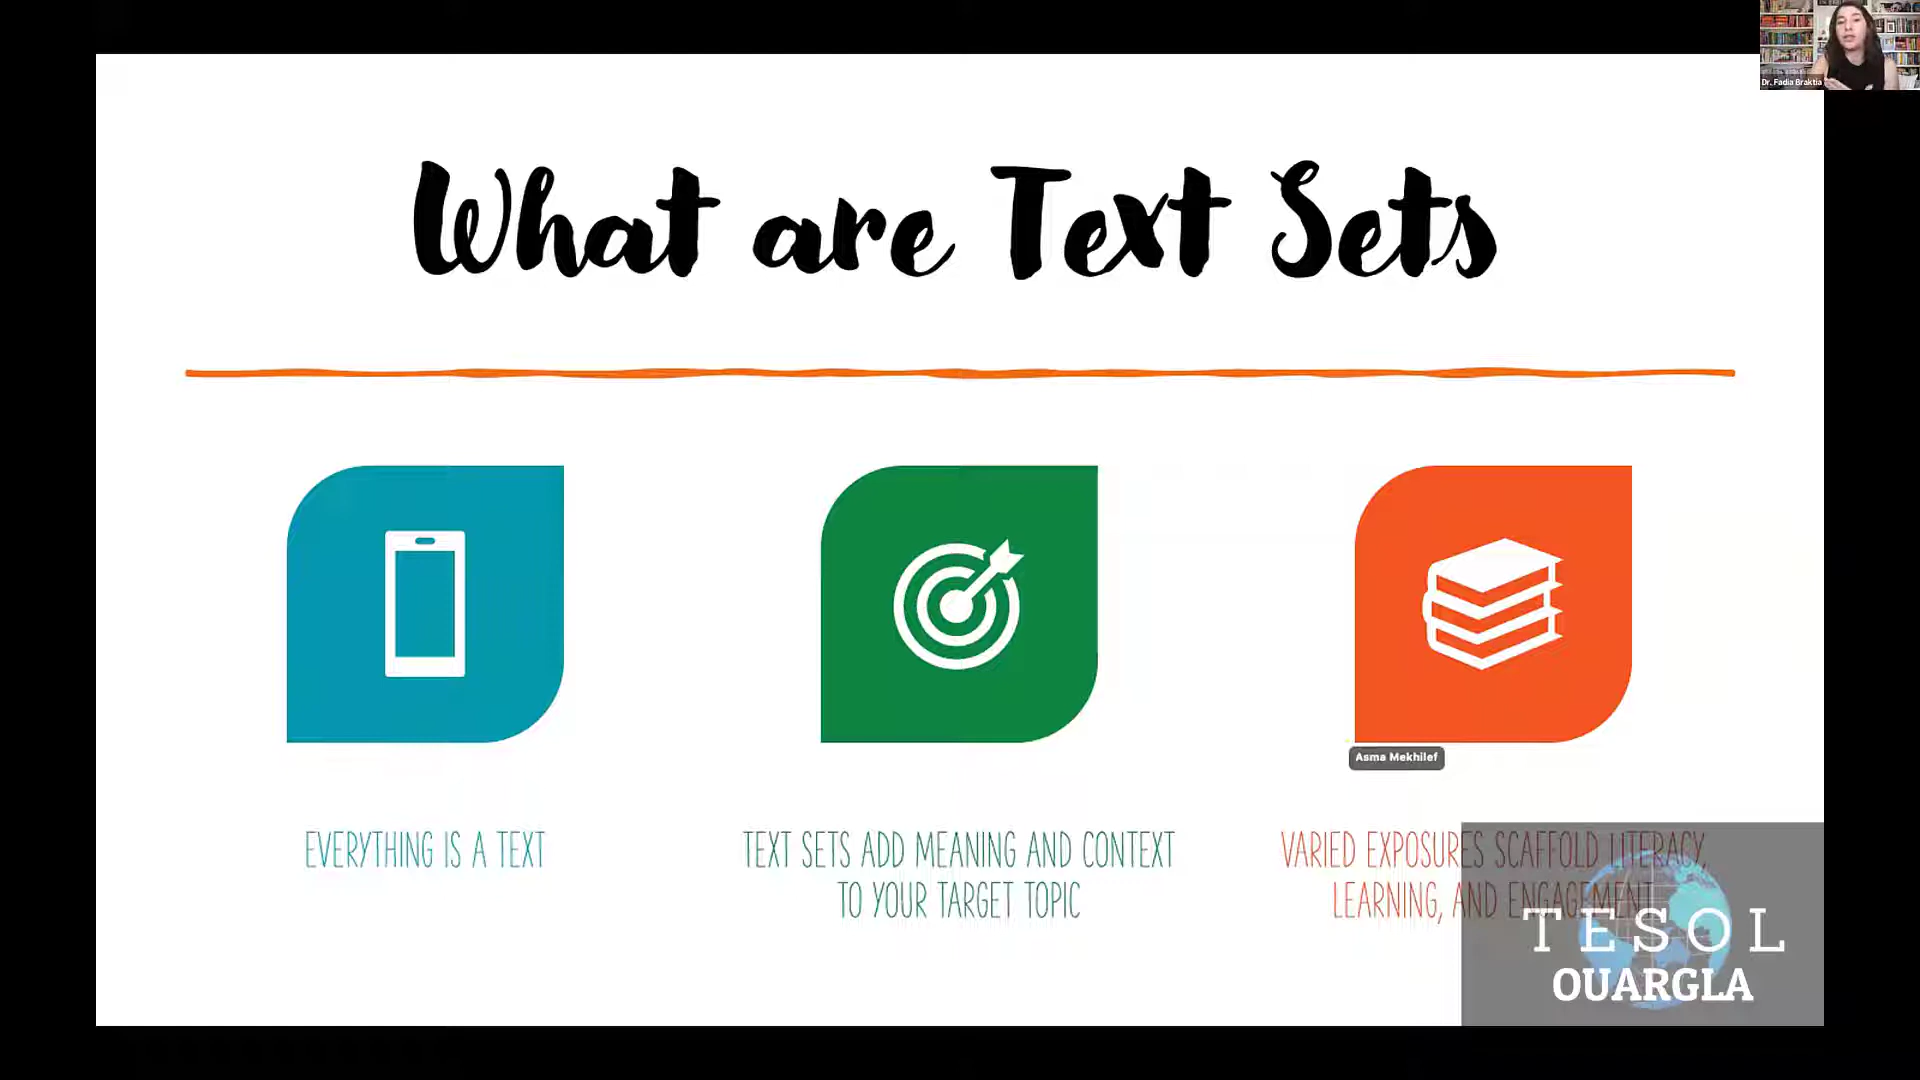 Dr. Fadia Braktia
What are Text Sets
Asma Mekhilef
EVERYTHING IS A TEXT
TEXT SETS ADD MEANING AND CONTEXT
TO YOUR TARGET TOPIC
VARIED EXPOSURES SCAFFOLD LITERACY,
LEARNING, AND ENGAGEMENT
TESOL
OUARGLA